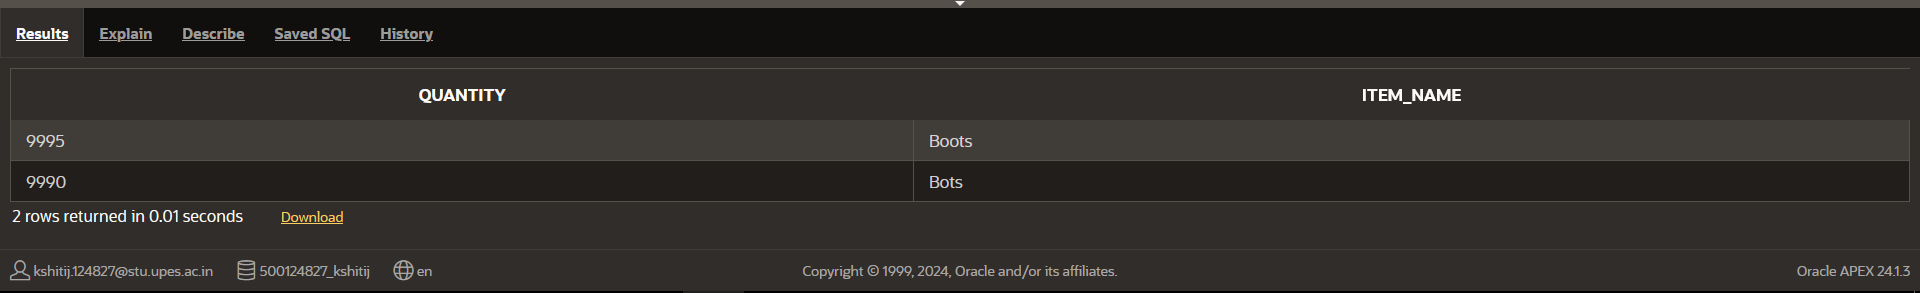 Results Explain Describe Saved SQL History
QUANTITY ITEM_NAME
9995 Boots
9990 Bots
2 rows returned in 0.01 seconds Download
kshitij.124827@stu.upes.ac.in 500124827_kshitij en Copyright © 1999, 2024, Oracle and/or its affiliates. Oracle APEX 24.1.3